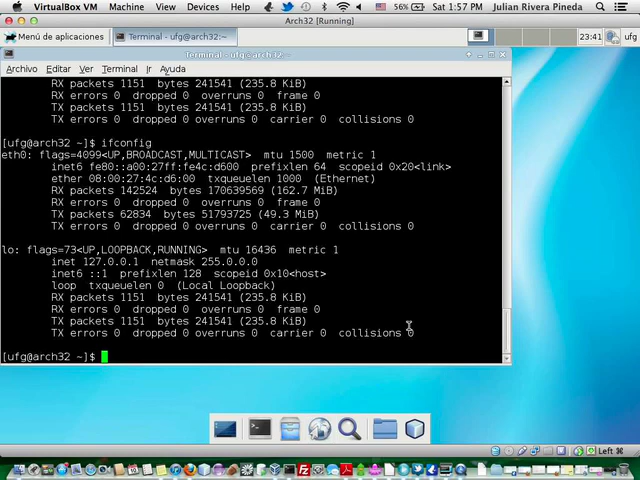 VirtualBox VM Machine View Devices Help 56% Sat 1:57 PM Julian Rivera Pineda
Arch32 [Running]
Menú de aplicaciones Terminal - ufg@arch32:~ 23:41 ufg
Terminal - ufg@arch32:~
Archivo Editar Ver Terminal Ir Ayuda
RX packets 1151 bytes 241541 (235.8 KiB)
RX errors 0 dropped 0 overruns 0 frame 0
TX packets 1151 bytes 241541 (235.8 KiB)
TX errors 0 dropped 0 overruns 0 carrier 0 collisions 0
[ufg@arch32 ~]$ ifconfig
eth0: flags=4099<UP,BROADCAST,MULTICAST> mtu 1500 metric 1
inet6 fe80::a00:27ff:fe4c:d600 prefixlen 64 scopeid 0x20<link>
ether 08:00:27:4c:d6:00 txqueuelen 1000 (Ethernet)
RX packets 142524 bytes 170639569 (162.7 MiB)
RX errors 0 dropped 0 overruns 0 frame 0
TX packets 62834 bytes 51793725 (49.3 MiB)
TX errors 0 dropped 0 overruns 0 carrier 0 collisions 0
lo: flags=73<UP,LOOPBACK,RUNNING> mtu 16436 metric 1
inet 127.0.0.1 netmask 255.0.0.0
inet6 ::1 prefixlen 128 scopeid 0x10<host>
loop txqueuelen 0 (Local Loopback)
RX packets 1151 bytes 241541 (235.8 KiB)
RX errors 0 dropped 0 overruns 0 frame 0
TX packets 1151 bytes 241541 (235.8 KiB)
TX errors 0 dropped 0 overruns 0 carrier 0 collisions 0
[ufg@arch32 ~]$
Left ⌘